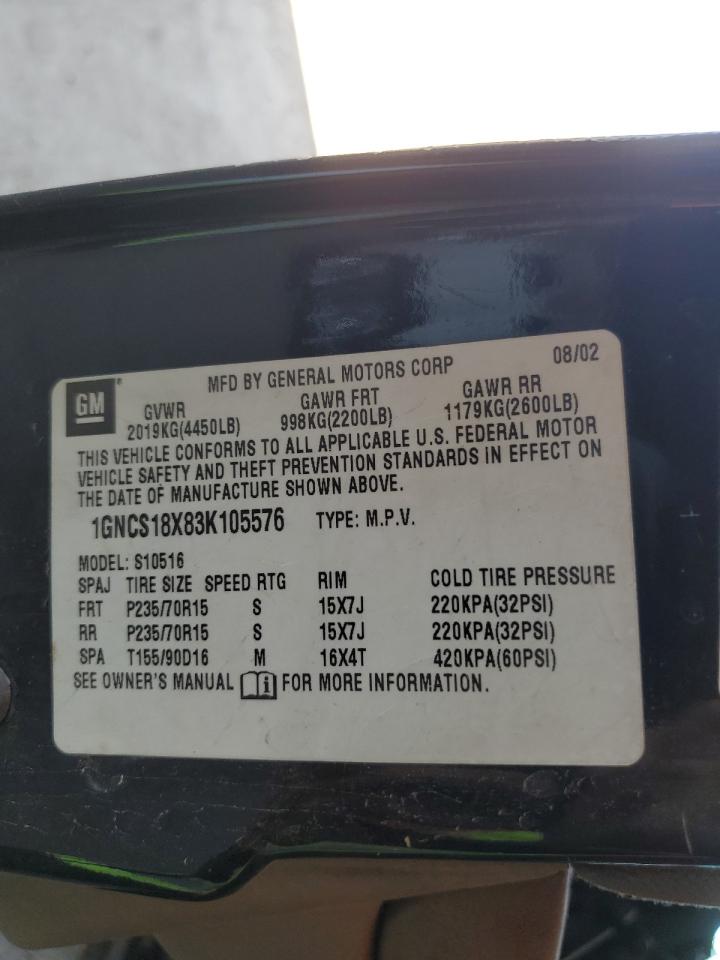 MFD BY GENERAL MOTORS CORP 08/02
GM
GVWR GAWR FRT GAWR RR
2019KG(4450LB) 998KG(2200LB) 1179KG(2600LB)
THIS VEHICLE CONFORMS TO ALL APPLICABLE U.S. FEDERAL MOTOR
VEHICLE SAFETY AND THEFT PREVENTION STANDARDS IN EFFECT ON
THE DATE OF MANUFACTURE SHOWN ABOVE.
1GNCS18X83K105576 TYPE: M.P.V.
MODEL: S10516
SPAJ TIRE SIZE SPEED RTG RIM COLD TIRE PRESSURE
FRT P235/70R15 S 15X7J 220KPA(32PSI)
RR P235/70R15 S 15X7J 220KPA(32PSI)
SPA T155/90D16 M 16X4T 420KPA(60PSI)
SEE OWNER'S MANUAL i FOR MORE INFORMATION.